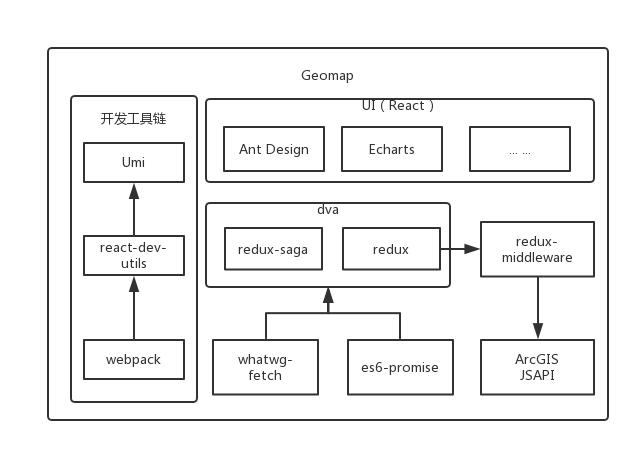 Geomap
开发工具链
Umi
react-dev-
utils
webpack
UI（React）
Ant Design
Echarts
... ...
dva
redux-saga
redux
redux-
middleware
whatwg-
fetch
es6-promise
ArcGIS
JSAPI